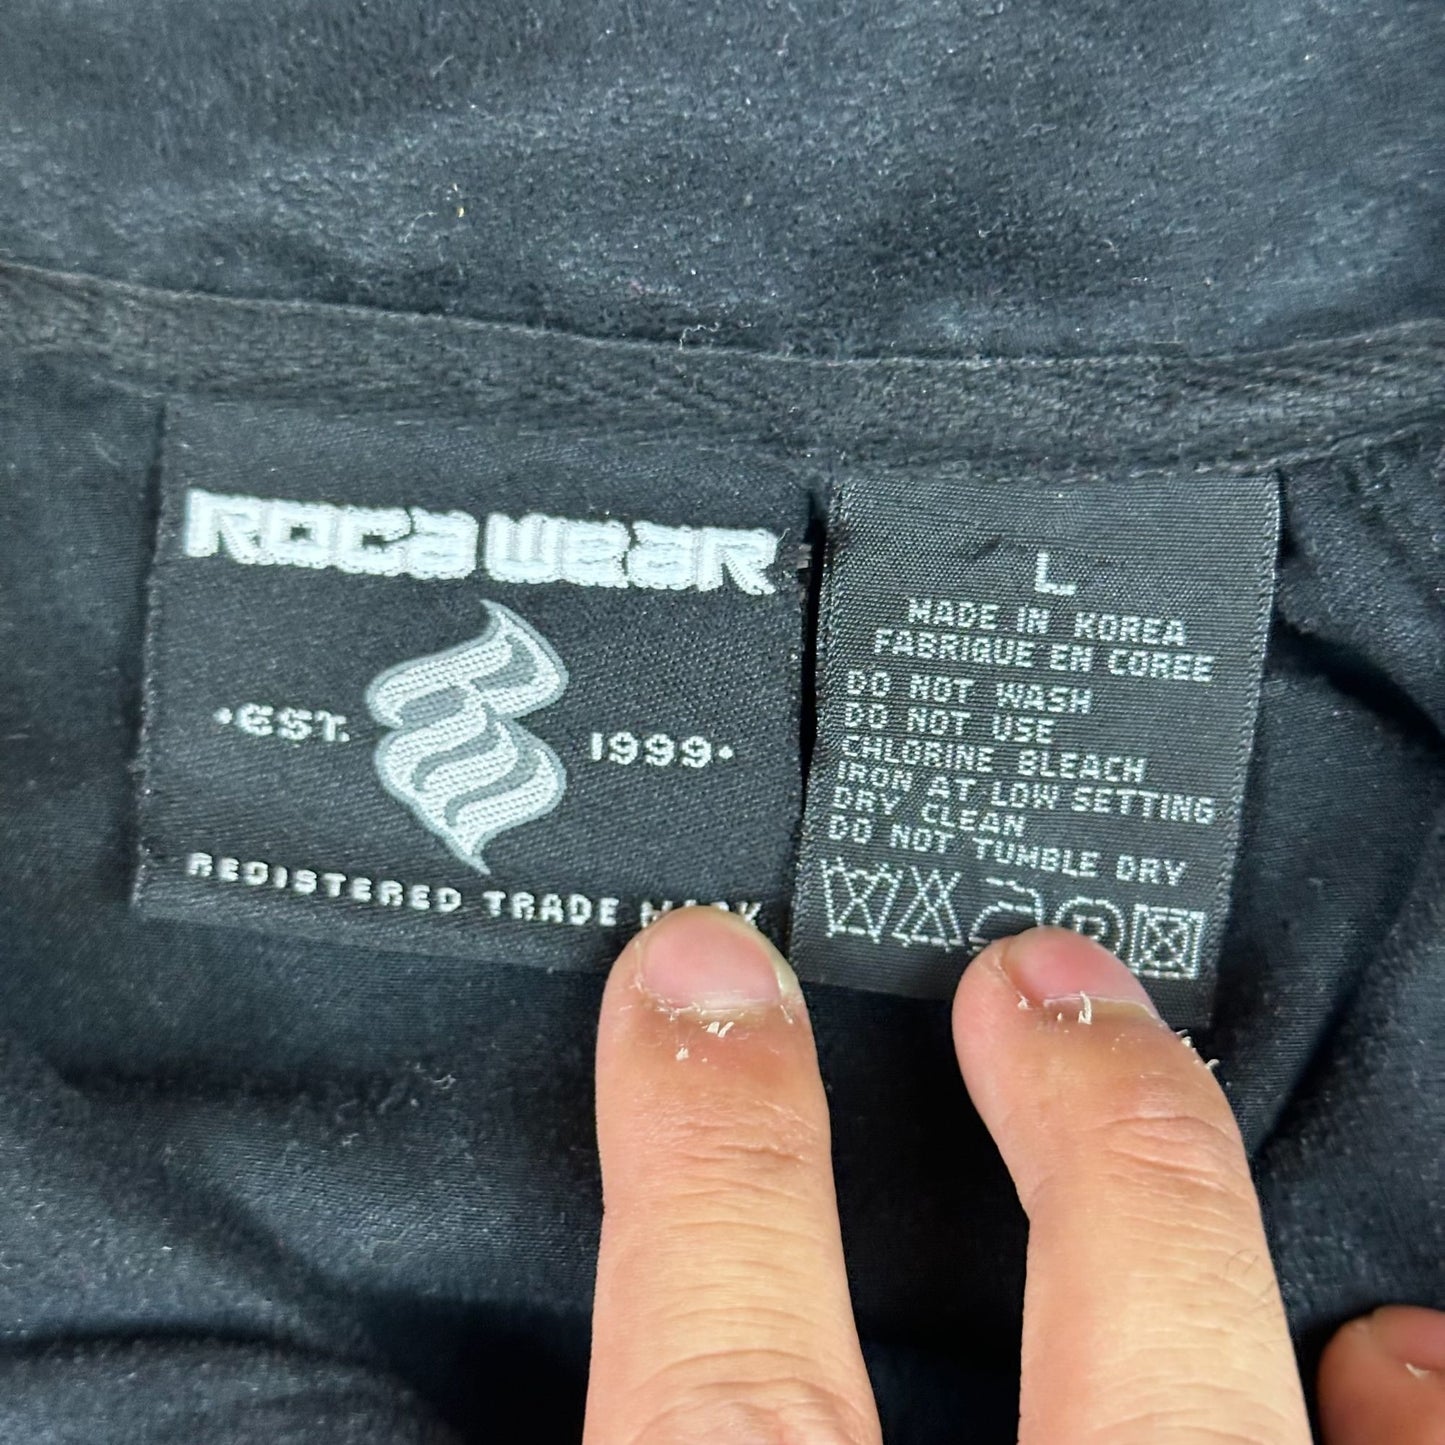 ROCAWEAR
•EST. 1999•
REGISTERED TRADE MARK
L
MADE IN KOREA
FABRIQUE EN COREE
DO NOT WASH
DO NOT USE
CHLORINE BLEACH
IRON AT LOW SETTING
DRY CLEAN
DO NOT TUMBLE DRY
P